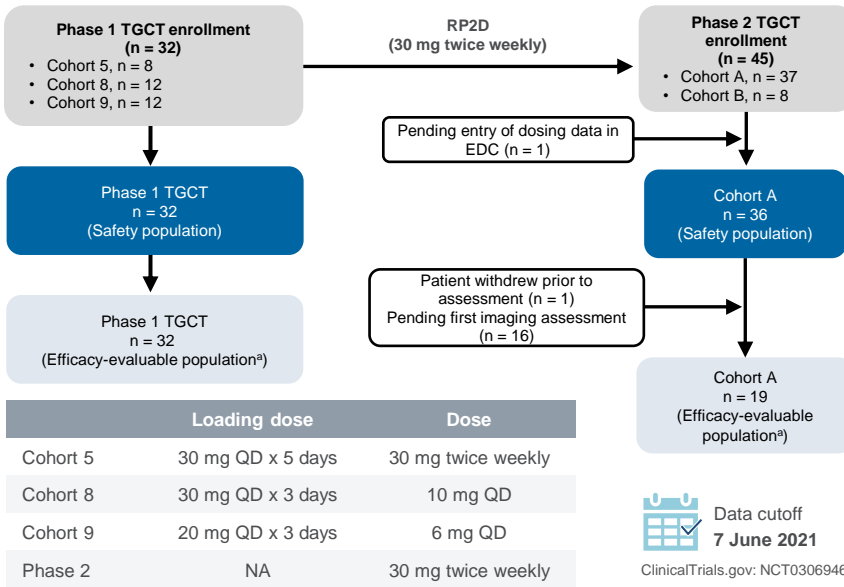 Phase 1 TGCT enrollment
(n = 32)
• Cohort 5, n = 8
• Cohort 8, n = 12
• Cohort 9, n = 12
RP2D
(30 mg twice weekly)
Phase 2 TGCT
enrollment
(n = 45)
• Cohort A, n = 37
• Cohort B, n = 8
Pending entry of dosing data in
EDC (n = 1)
Phase 1 TGCT
n = 32
(Safety population)
Cohort A
n = 36
(Safety population)
Patient withdrew prior to
assessment (n = 1)
Pending first imaging assessment
(n = 16)
Phase 1 TGCT
n = 32
(Efficacy-evaluable populationᵃ)
Cohort A
n = 19
(Efficacy-evaluable
populationᵃ)
Loading dose Dose
Cohort 5 30 mg QD x 5 days 30 mg twice weekly
Cohort 8 30 mg QD x 3 days 10 mg QD
Cohort 9 20 mg QD x 3 days 6 mg QD
Phase 2 NA 30 mg twice weekly
Data cutoff
7 June 2021
ClinicalTrials.gov: NCT0306946